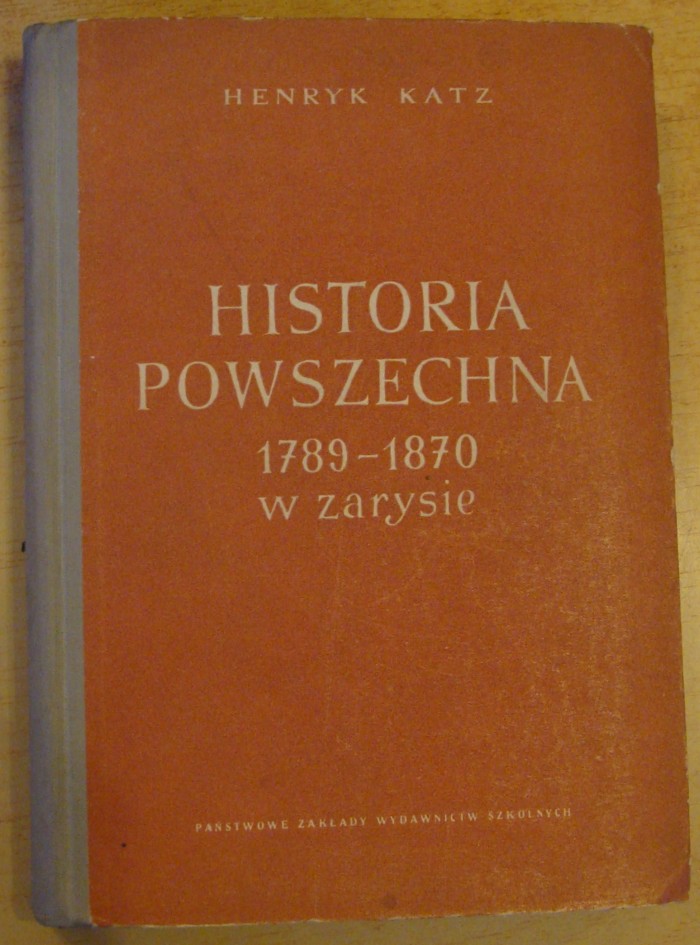 HENRYK KATZ
HISTORIA
POWSZECHNA
1789-1870
w zarysie
PAŃSTWOWE ZAKŁADY WYDAWNICTW SZKOLNYCH